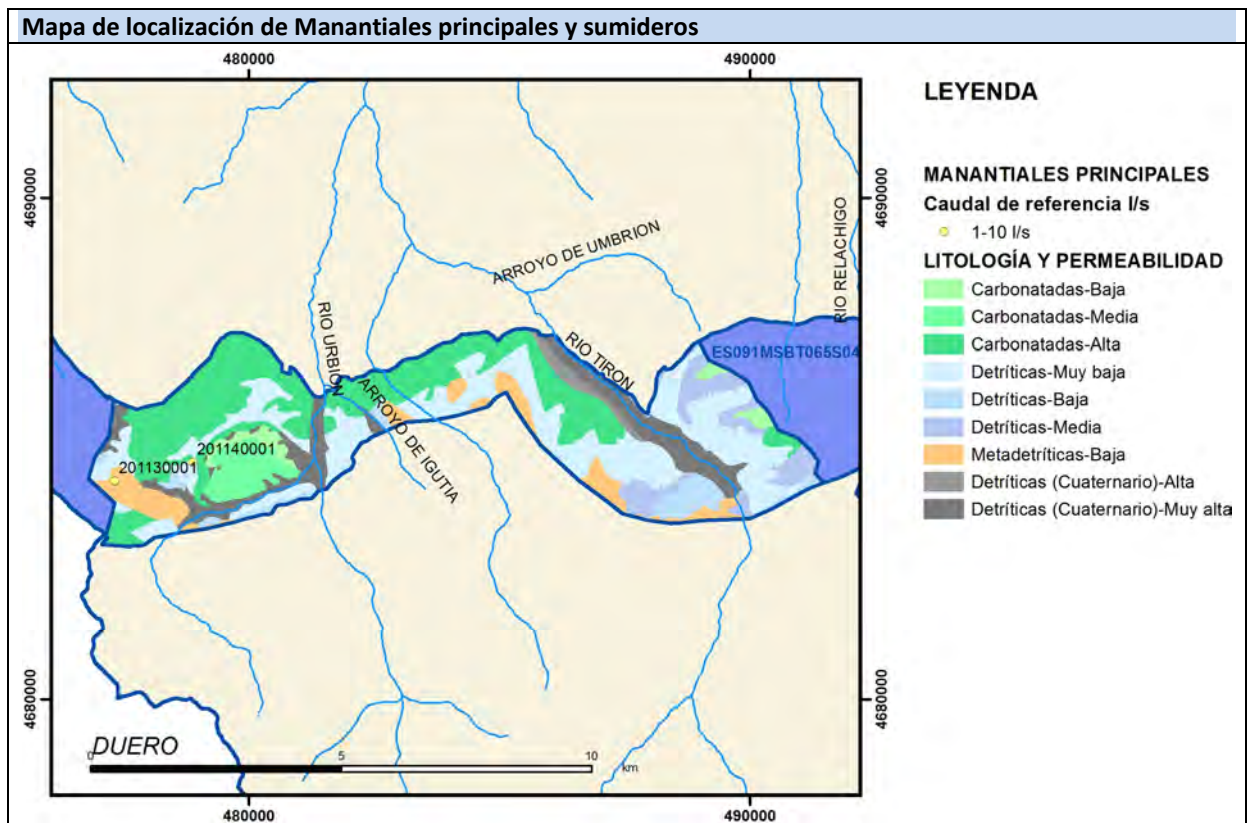 Mapa de localización de Manantiales principales y sumideros
480000
490000
4690000
4690000
4680000
4680000
480000
490000
ARROYO DE UMBRION
RIO RELACHIGO
RIO URBION
RIO TIRON
ES091MSBT065S04
ARROYO DE IGUTIA
201140001
201130001
DUERO
0
5
10
km
LEYENDA
MANANTIALES PRINCIPALES
Caudal de referencia l/s
1-10 l/s
LITOLOGÍA Y PERMEABILIDAD
Carbonatadas-Baja
Carbonatadas-Media
Carbonatadas-Alta
Detríticas-Muy baja
Detríticas-Baja
Detríticas-Media
Metadetríticas-Baja
Detríticas (Cuaternario)-Alta
Detríticas (Cuaternario)-Muy alta